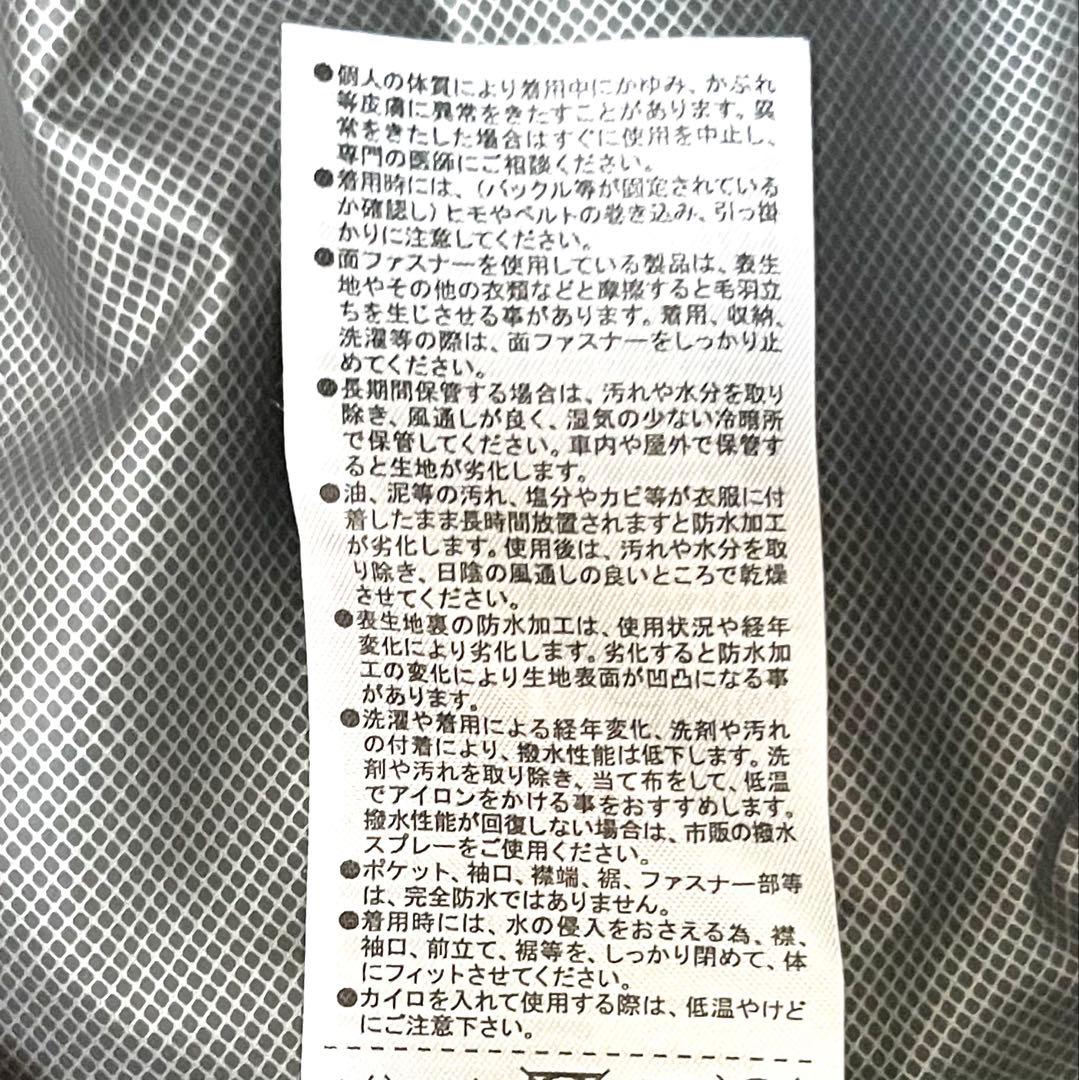 ●個人の体質により着用中にかゆみ、かぶれ
等皮膚に異常をきたすことがあります。異
常をきたした場合はすぐに使用を中止し、
専門の医師にご相談ください。
●着用時には、(バックル等が固定されている
か確認し)ヒモやベルトの巻き込み、引っ掛
かりに注意してください。
●面ファスナーを使用している製品は、表生
地やその他の衣類などと摩擦すると毛羽立
ちを生じさせる事があります。着用、収納、
洗濯等の際は、面ファスナーをしっかり止
めてください。
●長期間保管する場合は、汚れや水分を取り
除き、風通しが良く、湿気の少ない冷暗所
で保管してください。車内や屋外で保管す
ると生地が劣化します。
●油、泥等の汚れ、塩分やカビ等が衣服に付
着したまま長時間放置されますと防水加工
が劣化します。使用後は、汚れや水分を取
り除き、日陰の風通しの良いところで乾燥
させてください。
●表生地裏の防水加工は、使用状況や経年
変化により劣化します。劣化すると防水加
工の変化により生地表面が凹凸になる事
があります。
●洗濯や着用による経年変化、洗剤や汚れ
の付着により、撥水性能は低下します。洗
剤や汚れを取り除き、当て布をして、低温
でアイロンをかける事をおすすめします。
撥水性能が回復しない場合は、市販の撥水
スプレーをご使用ください。
●ポケット、袖口、襟端、裾、ファスナー部等
は、完全防水ではありません。
●着用時には、水の侵入をおさえる為、襟、
袖口、前立て、裾等を、しっかり閉めて、体
にフィットさせてください。
●カイロを入れて使用する際は、低温やけど
にご注意下さい。